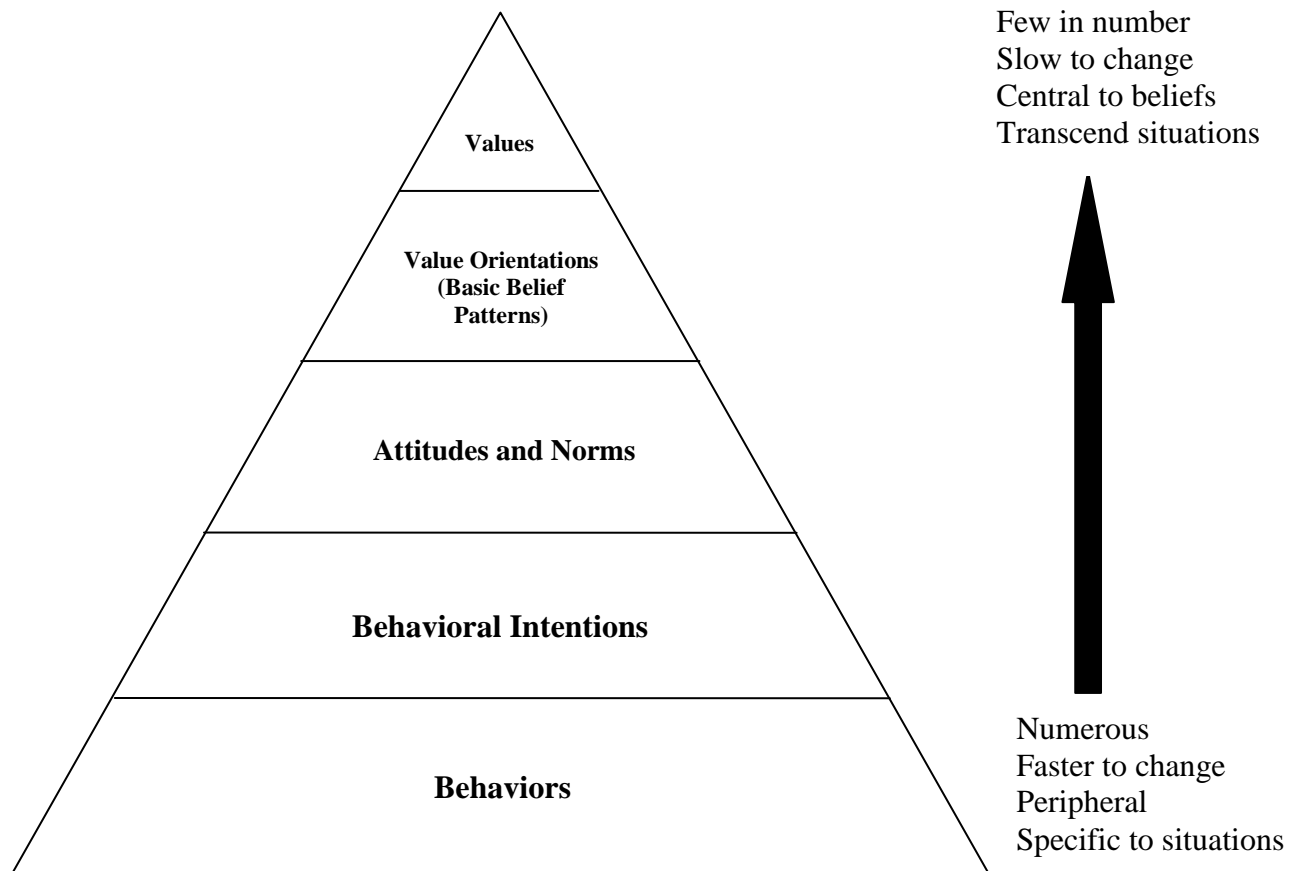 Few in number
Slow to change
Central to beliefs
Transcend situations
Values
Value Orientations
(Basic Belief
Patterns)
Attitudes and Norms
Behavioral Intentions
Behaviors
Numerous
Faster to change
Peripheral
Specific to situations